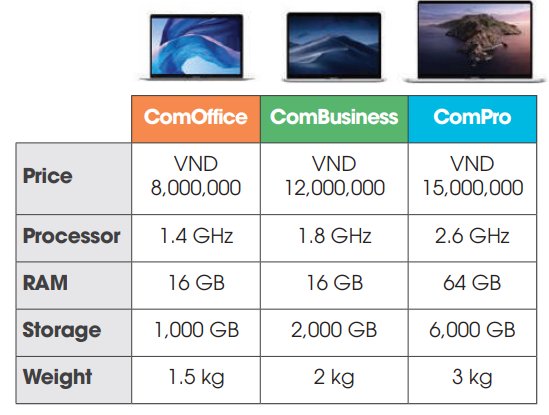 ComOffice ComBusiness ComPro
Price VND 8,000,000 VND 12,000,000 VND 15,000,000
Processor 1.4 GHz 1.8 GHz 2.6 GHz
RAM 16 GB 16 GB 64 GB
Storage 1,000 GB 2,000 GB 6,000 GB
Weight 1.5 kg 2 kg 3 kg